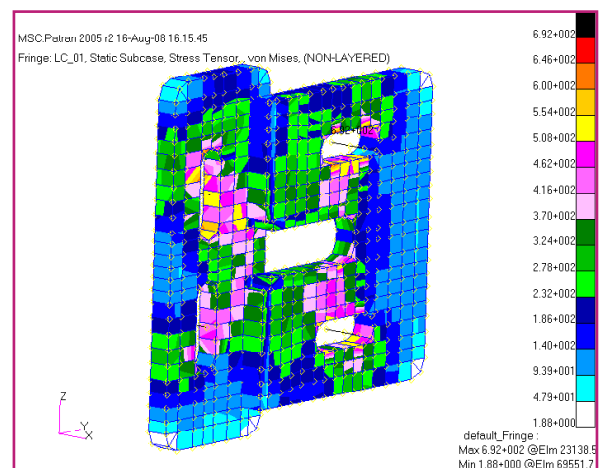 MSC.Patran 2005 r2 16-Aug-08 16.15.45
Fringe: LC_01, Static Subcase, Stress Tensor, , von Mises, (NON-LAYERED)
6.92+002
6.46+002
6.00+002
5.54+002
5.08+002
4.62+002
4.16+002
3.70+002
3.24+002
2.78+002
2.32+002
1.86+002
1.40+002
9.39+001
4.79+001
1.88+000
6.92+002
Z
Y
X
default_Fringe :
Max 6.92+002 @Elm 23138.5
Min 1.88+000 @Elm 69551.7